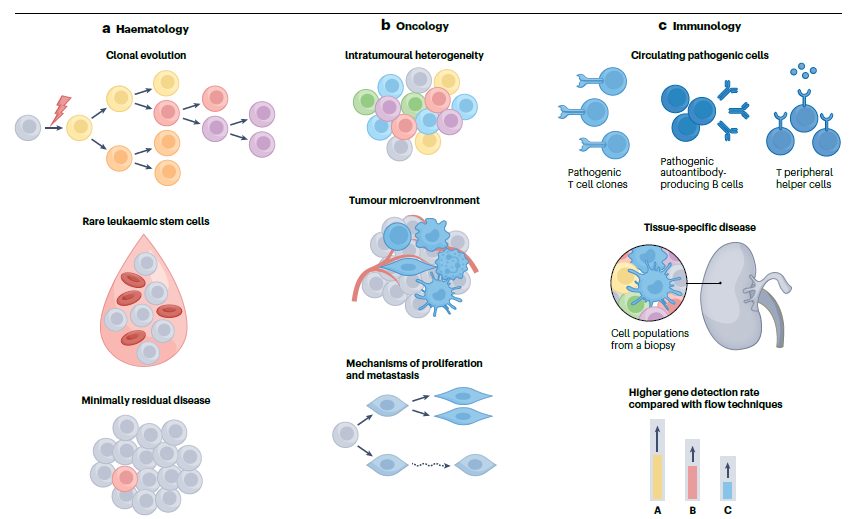 a Haematology
Clonal evolution
Rare leukaemic stem cells
Minimally residual disease
b Oncology
Intratumoural heterogeneity
Tumour microenvironment
Mechanisms of proliferation
and metastasis
c Immunology
Circulating pathogenic cells
Pathogenic
T cell clones
Pathogenic
autoantibody-
producing B cells
T peripheral
helper cells
Tissue-specific disease
Cell populations
from a biopsy
Higher gene detection rate
compared with flow techniques
A B C